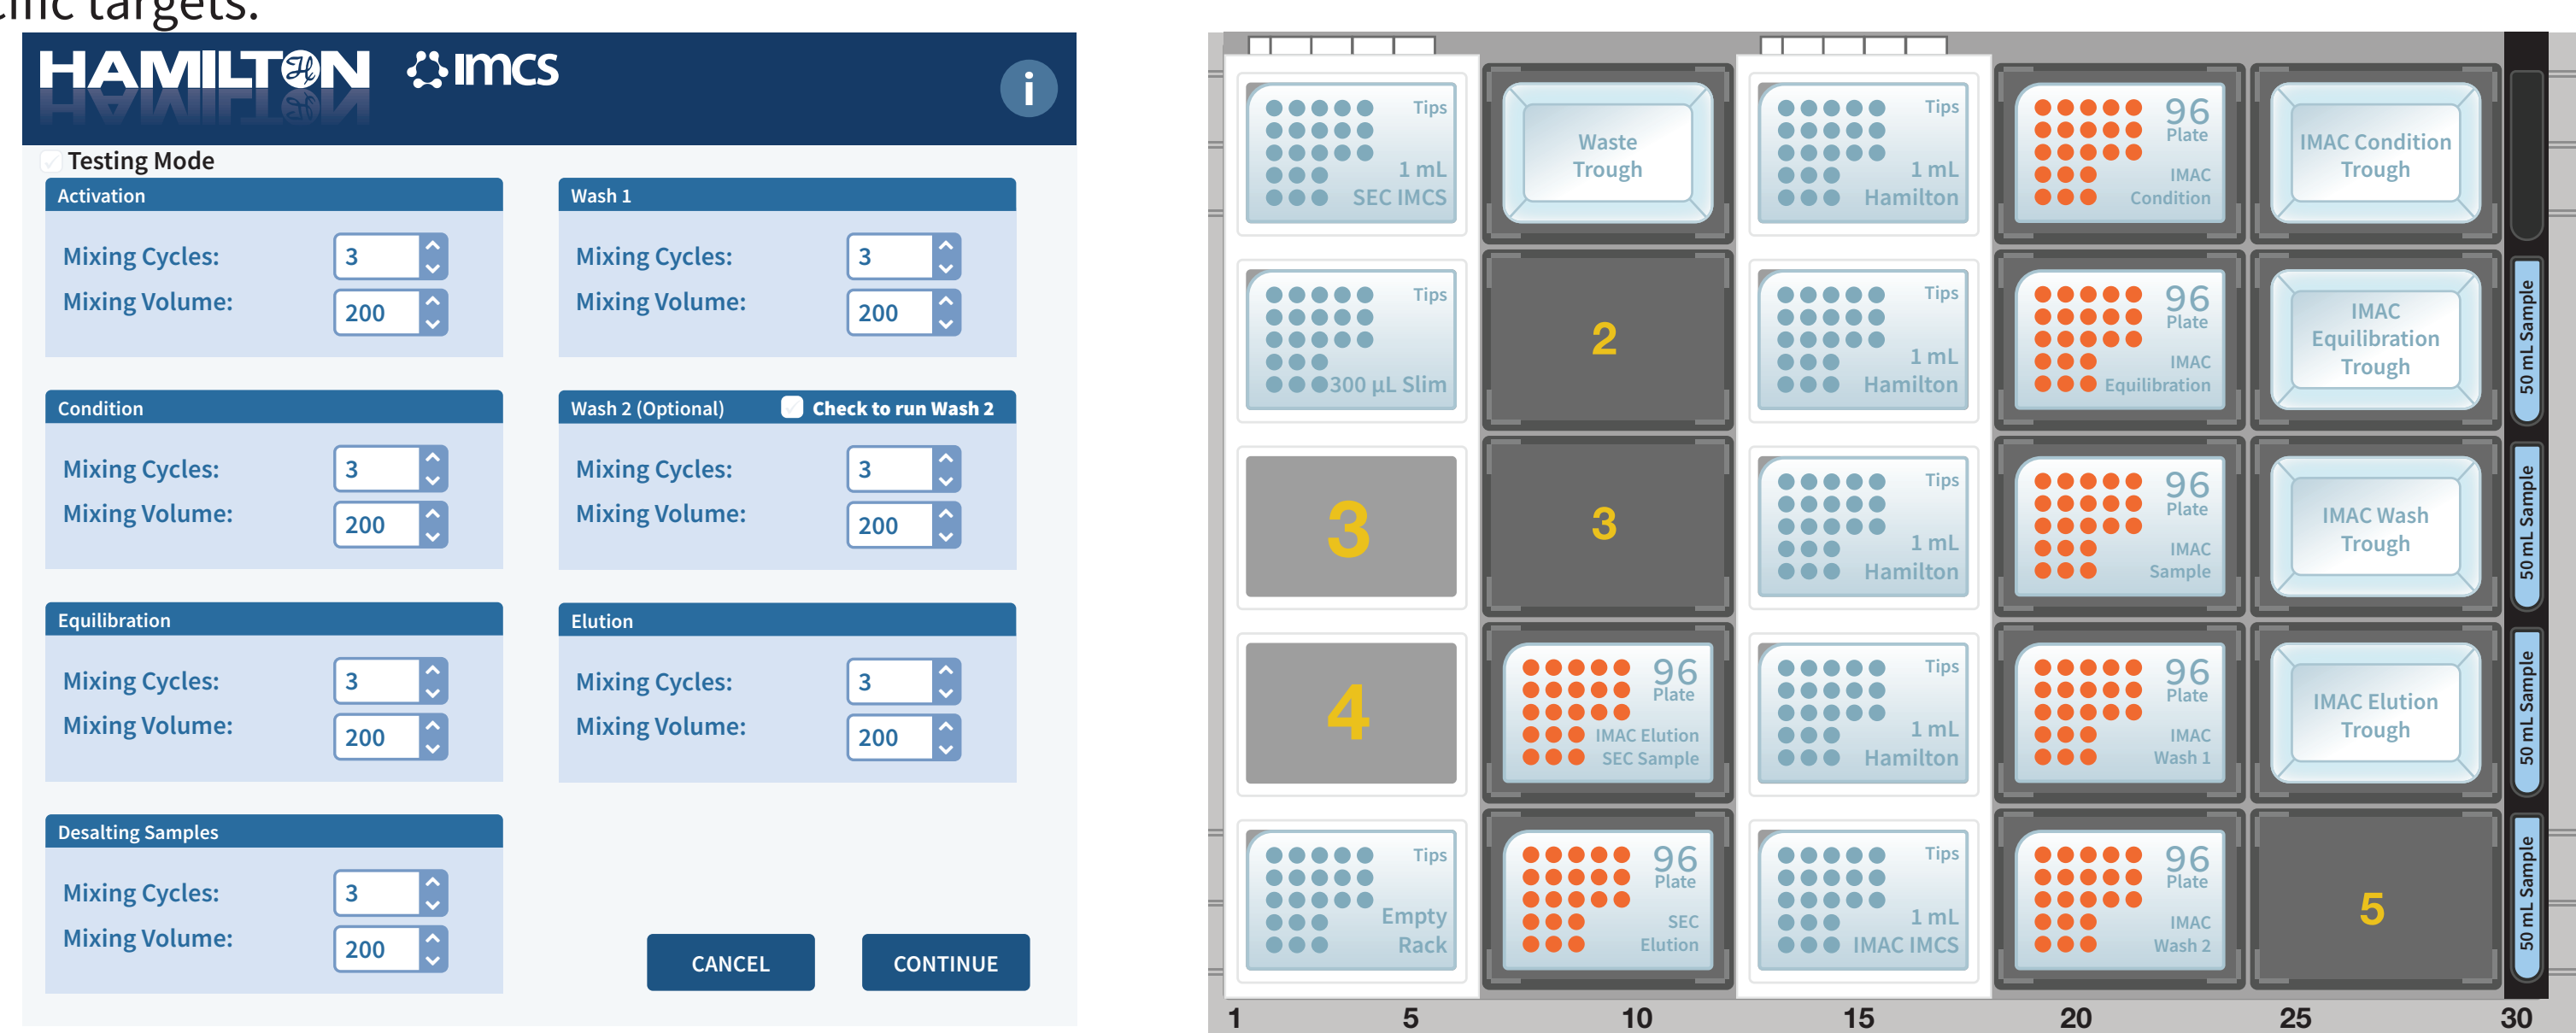 targets.
HAMILTON imcs
i
Testing Mode
Activation
Mixing Cycles: 3
Mixing Volume: 200
Condition
Mixing Cycles: 3
Mixing Volume: 200
Equilibration
Mixing Cycles: 3
Mixing Volume: 200
Desalting Samples
Mixing Cycles: 3
Mixing Volume: 200
Wash 1
Mixing Cycles: 3
Mixing Volume: 200
Wash 2 (Optional) Check to run Wash 2
Mixing Cycles: 3
Mixing Volume: 200
Elution
Mixing Cycles: 3
Mixing Volume: 200
CANCEL CONTINUE
Tips
1 mL
SEC IMCS
Tips
300 µL Slim
3
4
Tips
Empty
Rack
Waste
Trough
2
3
96
Plate
IMAC Elution
SEC Sample
96
Plate
SEC
Elution
Tips
1 mL
Hamilton
Tips
1 mL
Hamilton
Tips
1 mL
Hamilton
Tips
1 mL
Hamilton
Tips
1 mL
IMAC IMCS
96
Plate
IMAC
Condition
96
Plate
IMAC
Equilibration
96
Plate
IMAC
Sample
96
Plate
IMAC
Wash 1
96
Plate
IMAC
Wash 2
IMAC Condition
Trough
IMAC
Equilibration
Trough
IMAC Wash
Trough
IMAC Elution
Trough
5
50 mL Sample
50 mL Sample
50 mL Sample
50 mL Sample
1 5 10 15 20 25 30